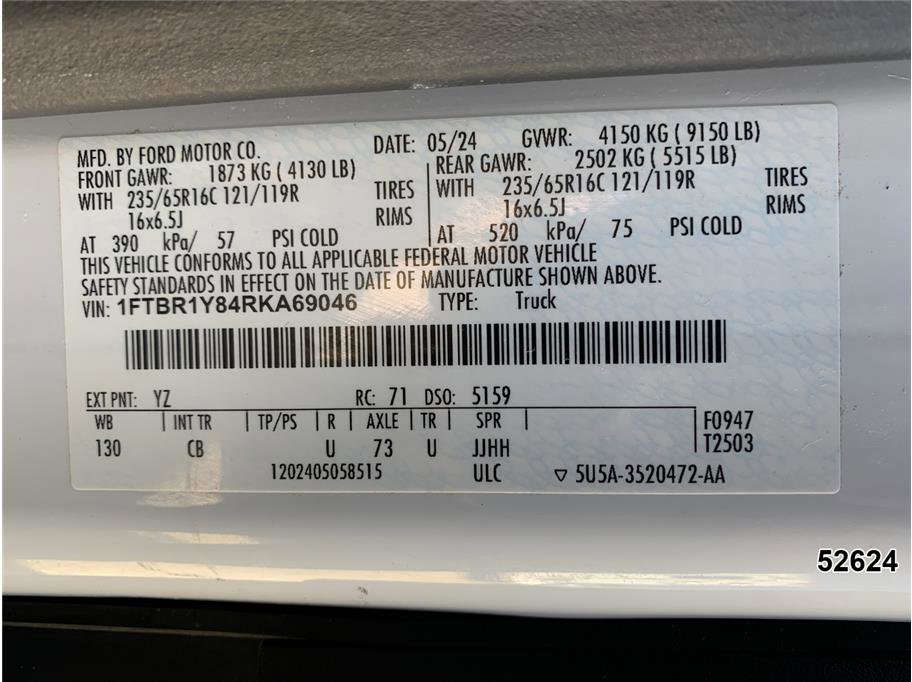 MFD. BY FORD MOTOR CO. DATE: 05/24 GVWR: 4150 KG ( 9150 LB)
FRONT GAWR: 1873 KG ( 4130 LB) REAR GAWR: 2502 KG ( 5515 LB)
WITH 235/65R16C 121/119R TIRES WITH 235/65R16C 121/119R TIRES
16x6.5J RIMS 16x6.5J RIMS
AT 390 kPa/ 57 PSI COLD AT 520 kPa/ 75 PSI COLD
THIS VEHICLE CONFORMS TO ALL APPLICABLE FEDERAL MOTOR VEHICLE
SAFETY STANDARDS IN EFFECT ON THE DATE OF MANUFACTURE SHOWN ABOVE.
VIN: 1FTBR1Y84RKA69046 TYPE: Truck
EXT PNT: YZ RC: 71 DSO: 5159
WB INT TR TP/PS R AXLE TR SPR F0947
130 CB U 73 U JJHH T2503
1202405058515 ULC ▽ 5U5A-3520472-AA
52624